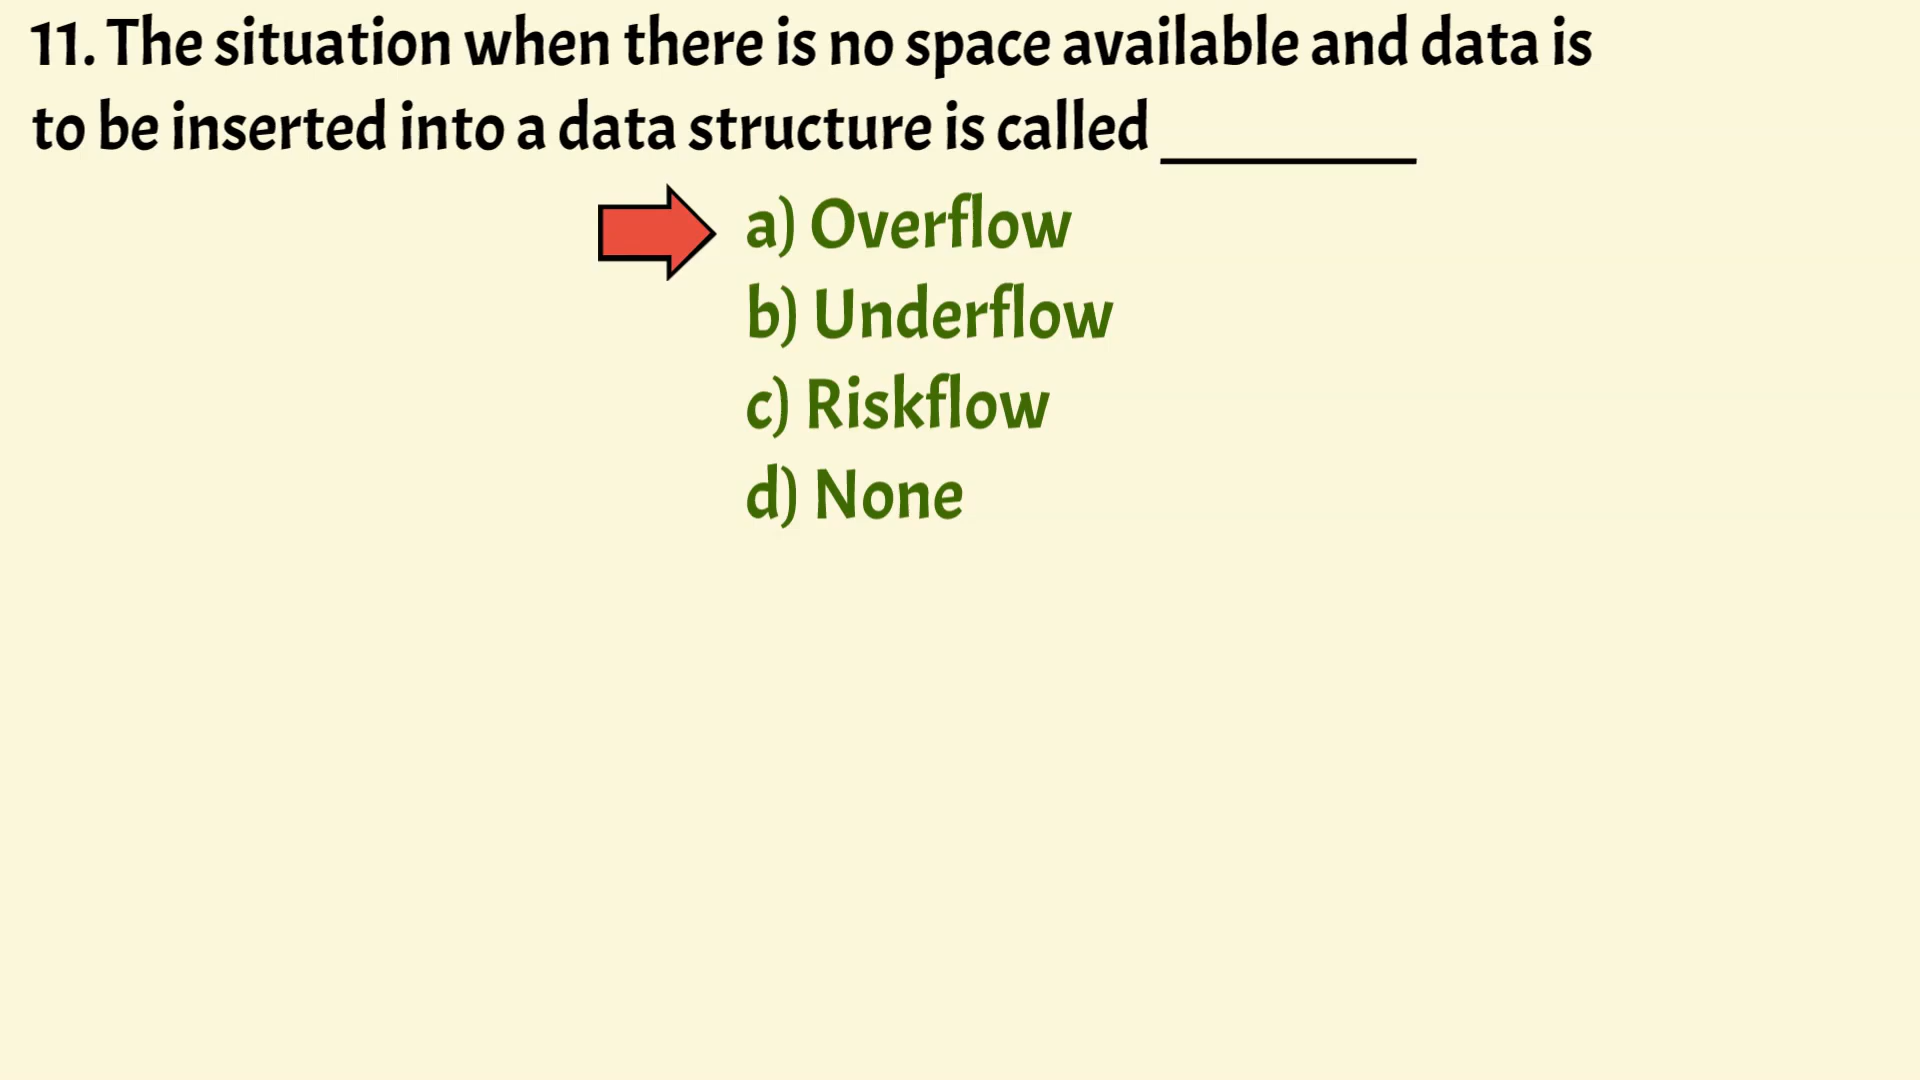 11. The situation when there is no space available and data is
to be inserted into a data structure is called ________
a) Overflow
b) Underflow
c) Riskflow
d) None